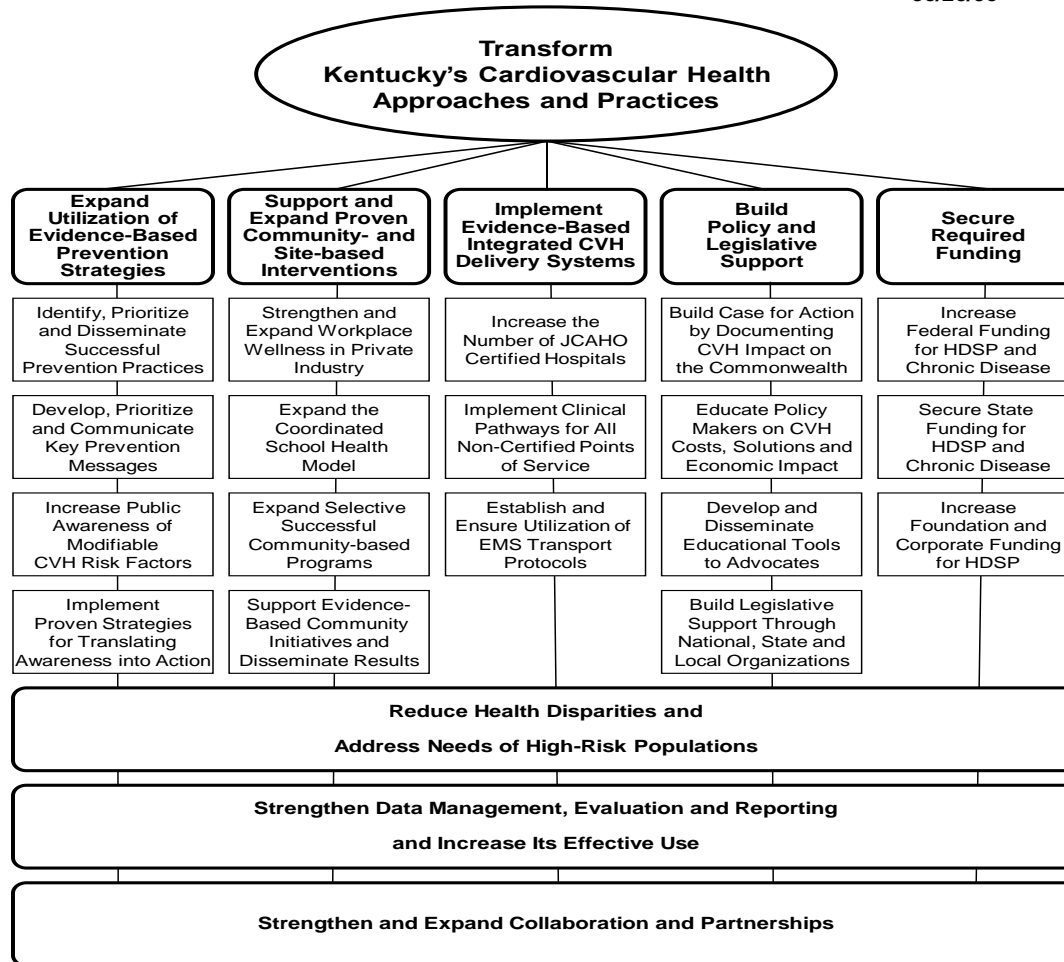 Transform
Kentucky's Cardiovascular Health
Approaches and Practices
Expand
Utilization of
Evidence-Based
Prevention
Strategies
Support and
Expand Proven
Community- and
Site-based
Interventions
Implement
Evidence-Based
Integrated CVH
Delivery Systems
Build
Policy and
Legislative
Support
Secure
Required
Funding
Identify, Prioritize
and Disseminate
Successful
Prevention Practices
Strengthen and
Expand Workplace
Wellness in Private
Industry
Increase the
Number of JCAHO
Certified Hospitals
Build Case for Action
by Documenting
CVH Impact on
the Commonwealth
Increase
Federal Funding
for HDSP and
Chronic Disease
Develop, Prioritize
and Communicate
Key Prevention
Messages
Expand the
Coordinated
School Health
Model
Implement Clinical
Pathways for All
Non-Certified Points
of Service
Educate Policy
Makers on CVH
Costs, Solutions and
Economic Impact
Secure State
Funding for
HDSP and
Chronic Disease
Increase Public
Awareness of
Modifiable
CVH Risk Factors
Expand Selective
Successful
Community-based
Programs
Establish and
Ensure Utilization of
EMS Transport
Protocols
Develop and
Disseminate
Educational Tools
to Advocates
Increase
Foundation and
Corporate Funding
for HDSP
Implement
Proven Strategies
for Translating
Awareness into Action
Support Evidence-
Based Community
Initiatives and
Disseminate Results
Build Legislative
Support Through
National, State and
Local Organizations
Reduce Health Disparities and
Address Needs of High-Risk Populations
Strengthen Data Management, Evaluation and Reporting
and Increase Its Effective Use
Strengthen and Expand Collaboration and Partnerships